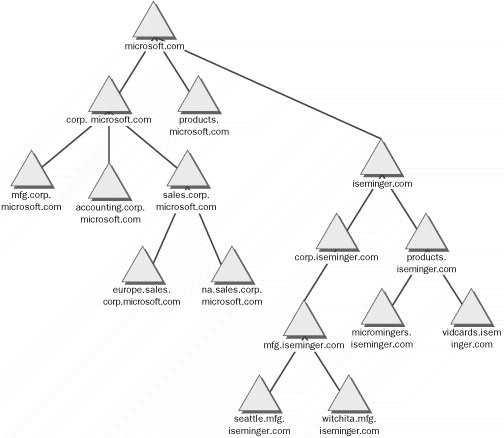 microsoft.com
corp. microsoft.com
products.
microsoft.com
mfg.corp.
microsoft.com
accounting.corp.
microsoft.com
sales.corp.
microsoft.com
iseminger.com
europe.sales.
corp.microsoft.com
na.sales.corp.
microsoft.com
corp.iseminger.com
products.
iseminger.com
mfg.iseminger.com
micromingers.
iseminger.com
vidcards.isem
inger.com
seattle.mfg.
iseminger.com
witchita.mfg.
iseminger.com